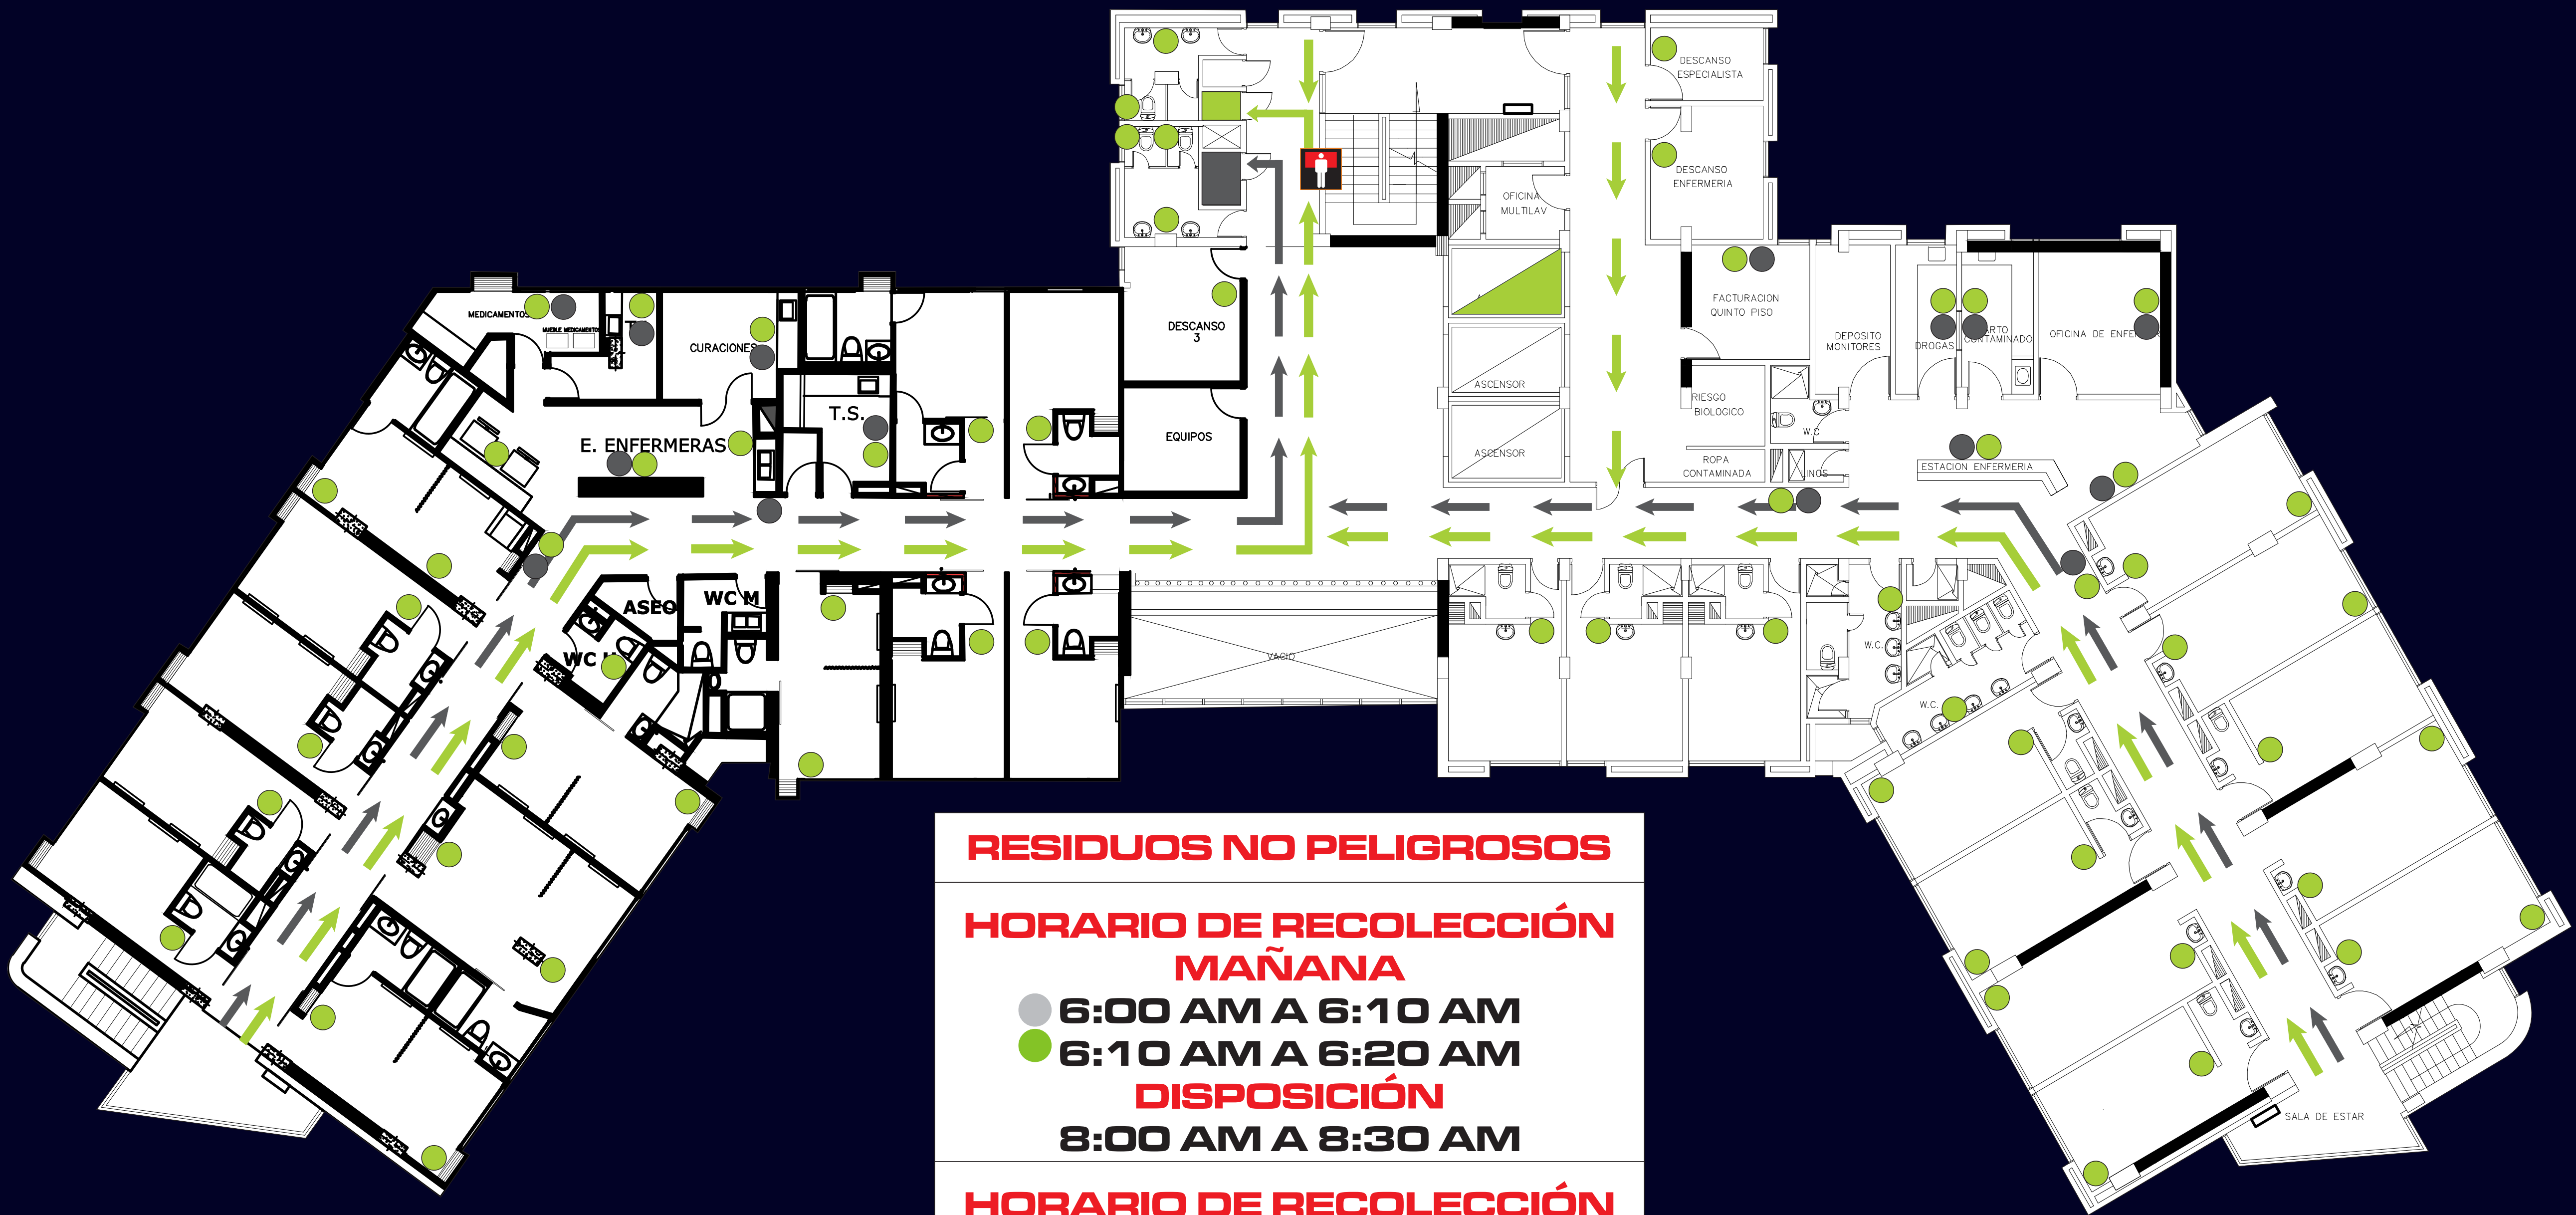 DESCANSO
ESPECIALISTA
DESCANSO
ENFERMERIA
OFICINA
MULTILAV
FACTURACION
QUINTO PISO
DEPOSITO
MONITORES
DROGAS
CONTAMINADO
OFICINA DE
MEDICAMENTOS
MUEBLE MEDICAMENTOS
CURACIONES
DESCANSO
3
ASCENSOR
RIESGO
BIOLOGICO
T.S.
E. ENFERMERAS
EQUIPOS
W.C
ASCENSOR
ROPA
CONTAMINADA
LINOS
ESTACION ENFERMERIA
ASEO
WC M
WC
VACIO
W.C.
W.C.
SALA DE ESTAR
RESIDUOS NO PELIGROSOS
HORARIO DE RECOLECCIÓN
MAÑANA
6:00 AM A 6:10 AM
6:10 AM A 6:20 AM
DISPOSICIÓN
8:00 AM A 8:30 AM
HORARIO DE RECOLECCIÓN